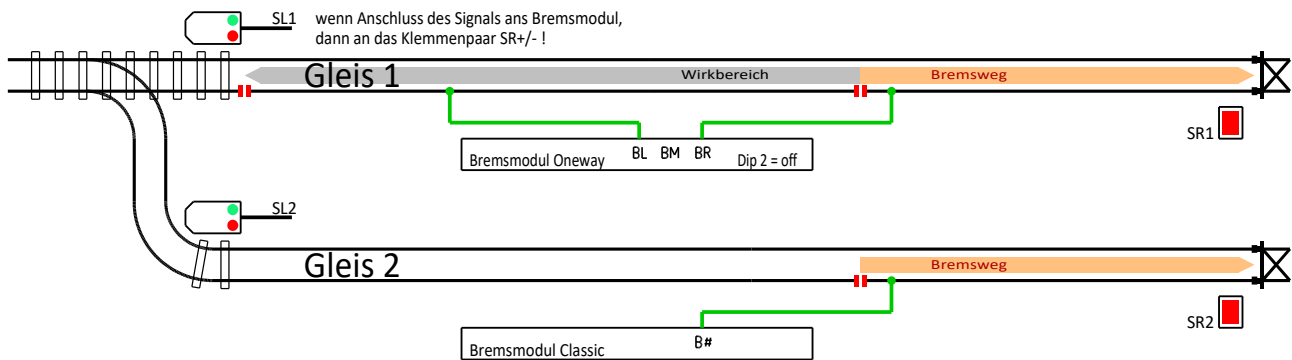 SL1
wenn Anschluss des Signals ans Bremsmodul,
dann an das Klemmenpaar SR+/- !
Gleis 1
Wirkbereich
Bremsweg
SR1
Bremsmodul Oneway
BL
BM
BR
Dip 2 = off
SL2
Gleis 2
Bremsweg
SR2
Bremsmodul Classic
B#